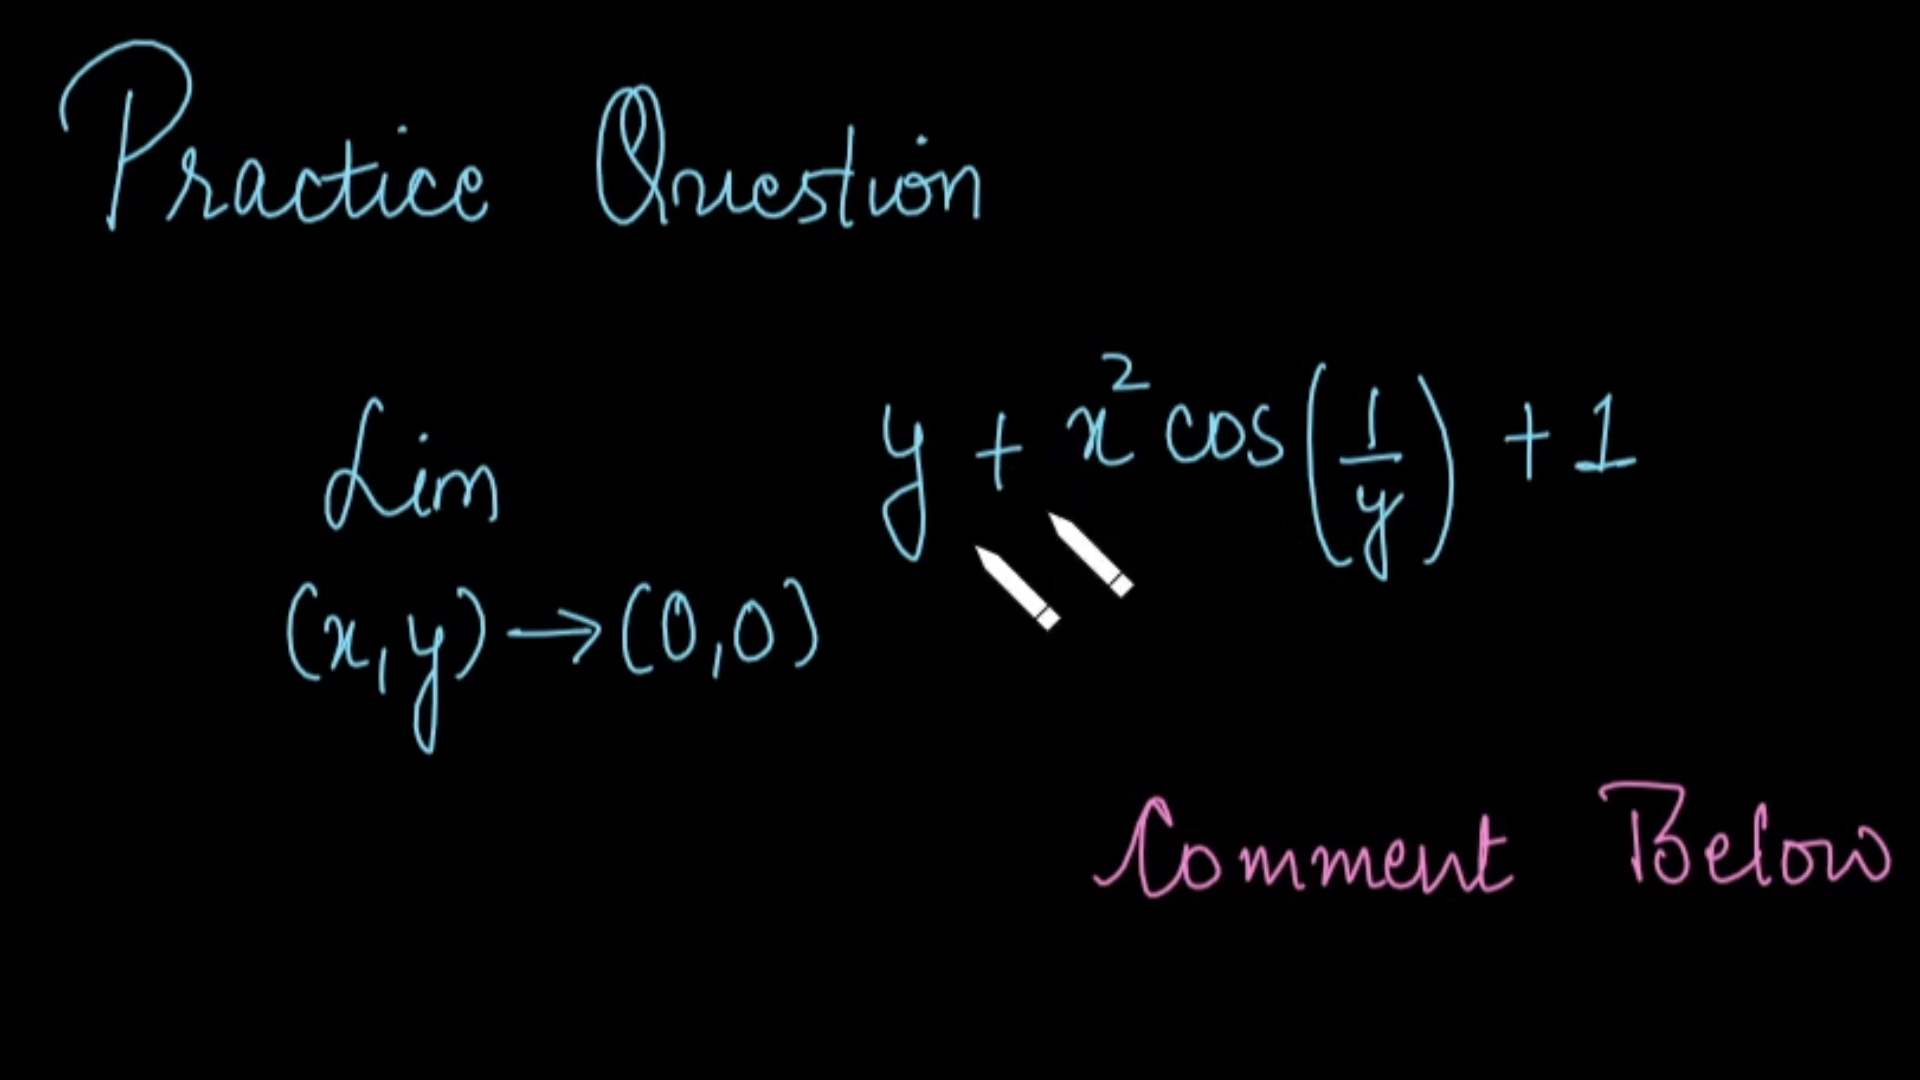 Practice Question
Lim y + x² cos(1/y) + 1
(x,y)→(0,0)
Comment Below